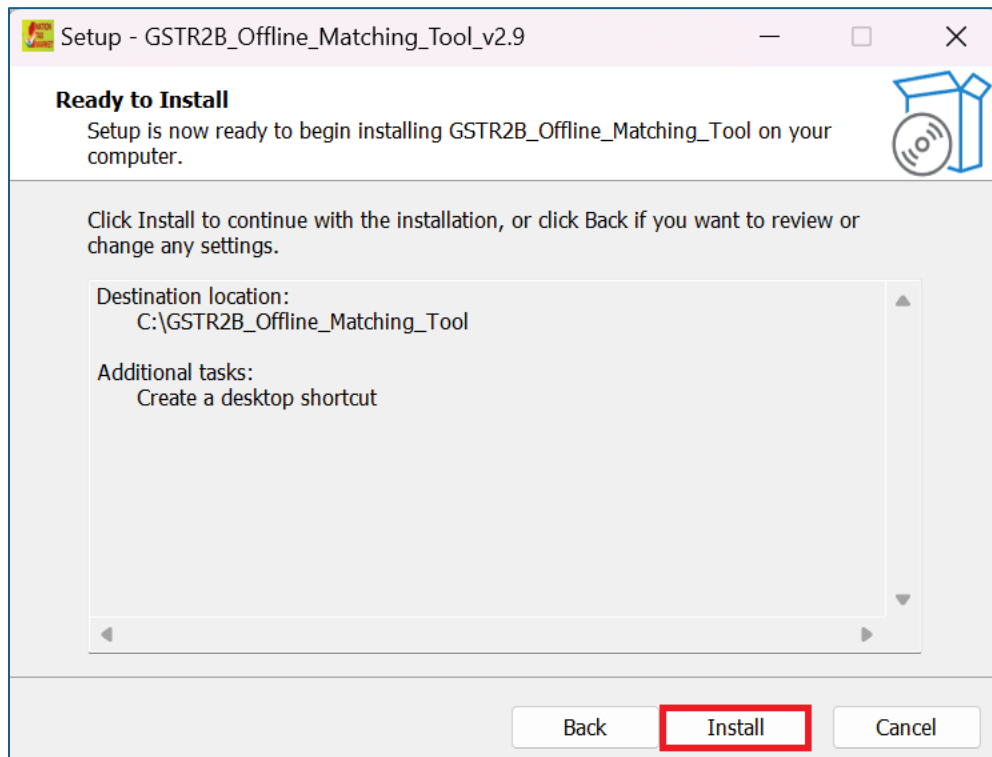 Setup - GSTR2B_Offline_Matching_Tool_v2.9
Ready to Install
Setup is now ready to begin installing GSTR2B_Offline_Matching_Tool on your
computer.
Click Install to continue with the installation, or click Back if you want to review or
change any settings.
Destination location:
C:\GSTR2B_Offline_Matching_Tool
Additional tasks:
Create a desktop shortcut
Back
Install
Cancel